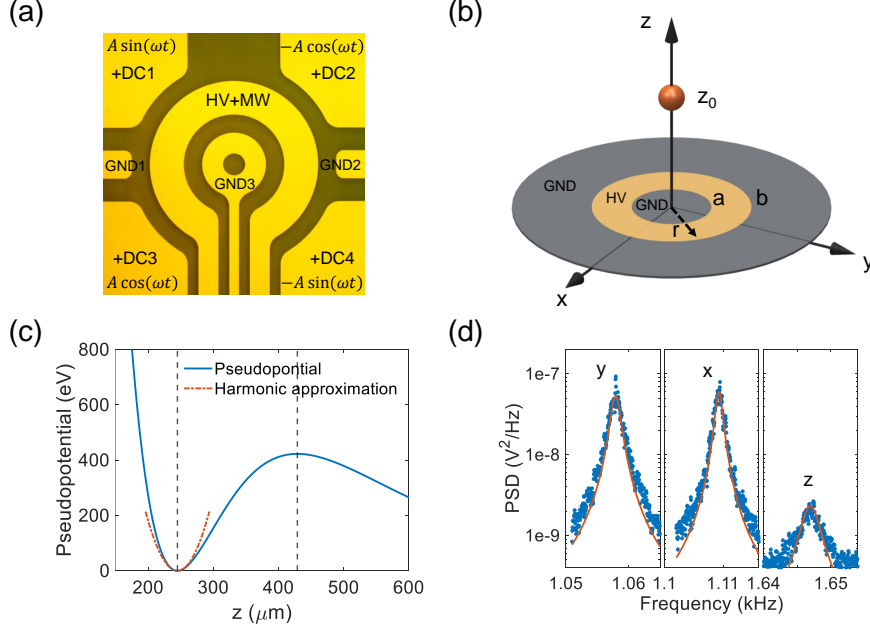 (a)
A sin(ωt)
+DC1
−A cos(ωt)
+DC2
HV+MW
GND1
GND2
GND3
+DC3
A cos(ωt)
+DC4
−A sin(ωt)
(b)
z
z₀
GND
HV
GND
a
b
r
x
y
(c)
800
600
400
200
0
Pseudopotential (eV)
Pseudopontial
Harmonic approximation
200
300
400
500
600
z (μm)
(d)
1e-7
1e-8
1e-9
PSD (V²/Hz)
y
x
z
1.05
1.06
1.1
1.11
1.64
1.65
Frequency (kHz)